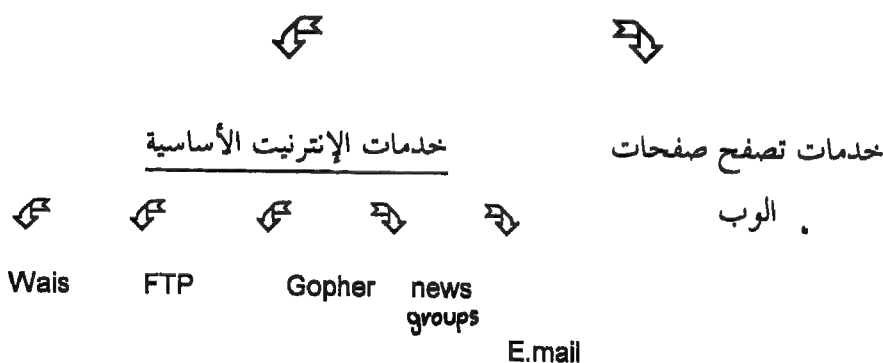 خدمات تصفح صفحات
الوب .
خدمات الإنترنيت الأساسية
Wais FTP Gopher news
groups
E.mail